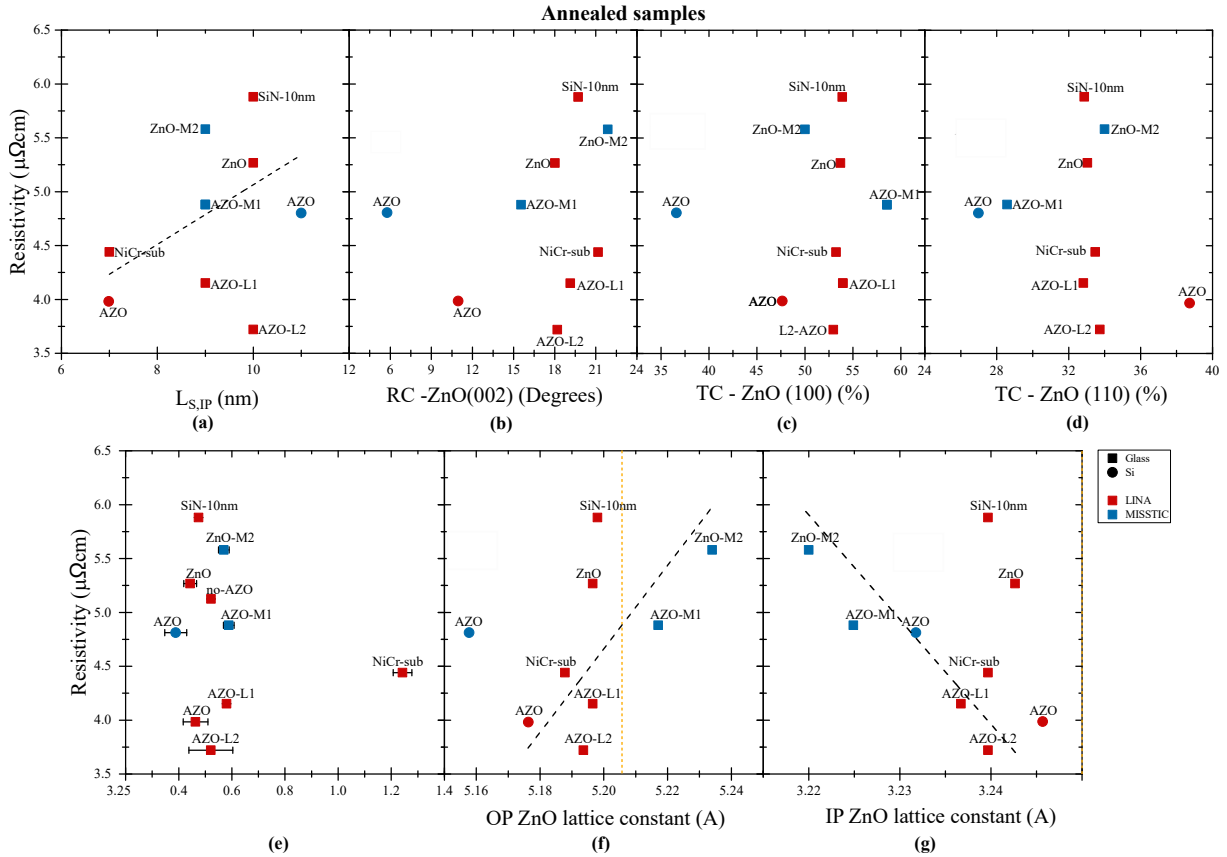 Annealed samples
6.5
6.0
5.5
5.0
4.5
4.0
3.5
Resistivity (μΩcm)
SiN-10nm
ZnO-M2
ZnO
AZO
AZO-M1
NiCr-sub
AZO-L1
AZO
AZO-L2
6 8 10 12
L_S,IP (nm)
(a)
SiN-10nm
ZnO-M2
ZnO
AZO
AZO-M1
NiCr-sub
AZO-L1
AZO
AZO-L2
3 6 9 12 15 18 21
RC -ZnO(002) (Degrees)
(b)
SiN-10nm
ZnO-M2
ZnO
AZO-M1
AZO
NiCr-sub
AZO-L1
AZO
L2-AZO
35 40 45 50 55 60
TC - ZnO (100) (%)
(c)
SiN-10nm
ZnO-M2
ZnO
AZO
AZO-M1
NiCr-sub
AZO-L1
AZO
AZO-L2
24 27 30 33 36 40
TC - ZnO (110) (%)
(d)
6.5
6.0
5.5
5.0
4.5
4.0
3.5
Resistivity (μΩcm)
SiN-10nm
ZnO-M2
ZnO
no-AZO
AZO-M1
AZO
NiCr-sub
AZO-L1
AZO
AZO-L2
3.25 0.4 0.6 0.8 1 1.2 1.4
(e)
SiN-10nm
ZnO-M2
ZnO
AZO
AZO-M1
NiCr-sub
AZO-L1
AZO
AZO-L2
5.16 5.18 5.20 5.22 5.24
OP ZnO lattice constant (A)
(f)
SiN-10nm
ZnO-M2
ZnO
AZO-M1
AZO
NiCr-sub
AZO-L1
AZO
AZO-L2
3.22 3.23 3.24
IP ZnO lattice constant (A)
(g)
Glass
Si
LINA
MISSTIC